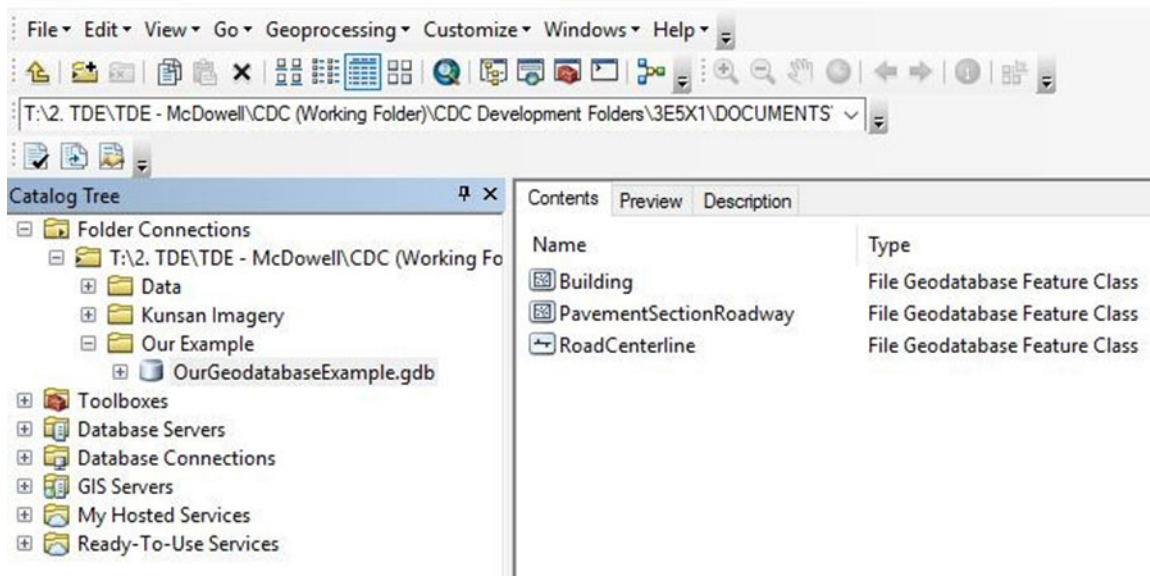 File Edit View Go Geoprocessing Customize Windows Help
T:\2. TDE\TDE - McDowell\CDC (Working Folder)\CDC Development Folders\3E5X1\DOCUMENTS'
Catalog Tree
Folder Connections
T:\2. TDE\TDE - McDowell\CDC (Working Fo
Data
Kunsan Imagery
Our Example
OurGeodatabaseExample.gdb
Toolboxes
Database Servers
Database Connections
GIS Servers
My Hosted Services
Ready-To-Use Services
Contents Preview Description
Name Type
Building File Geodatabase Feature Class
PavementSectionRoadway File Geodatabase Feature Class
RoadCenterline File Geodatabase Feature Class